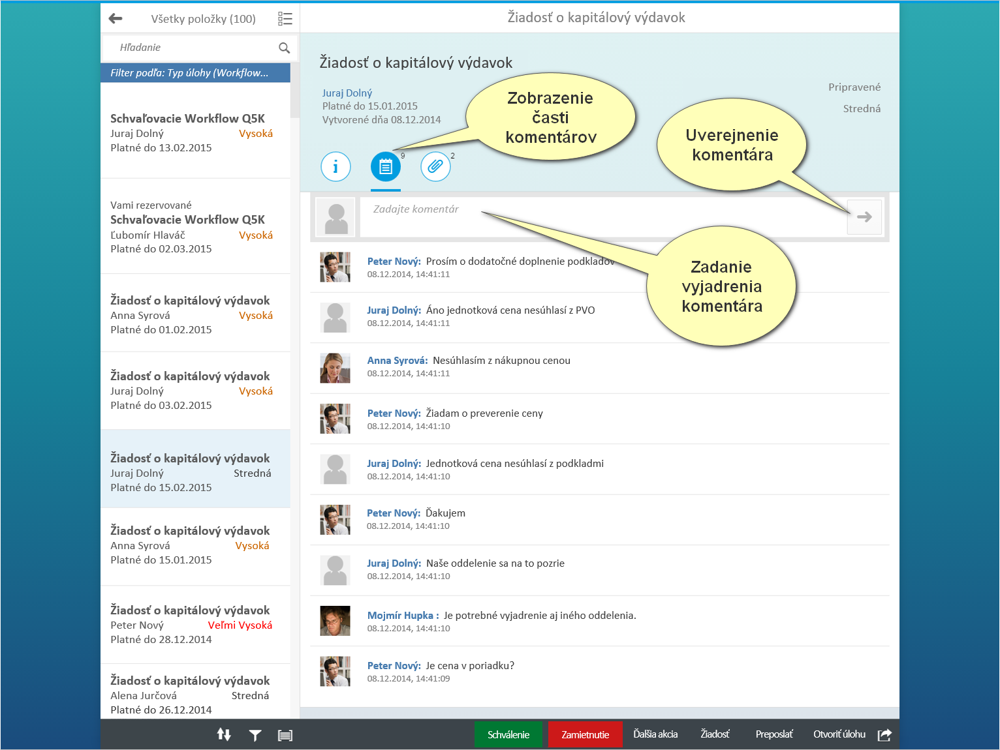 Všetky položky (100)
Hľadanie
Filter podľa: Typ úlohy (Workflow...
Schvaľovacie Workflow Q5K
Juraj Dolný Vysoká
Platné do 13.02.2015
Vami rezervované
Schvaľovacie Workflow Q5K
Ľubomír Hlaváč Vysoká
Platné do 02.03.2015
Žiadosť o kapitálový výdavok
Anna Syrová Vysoká
Platné do 01.02.2015
Žiadosť o kapitálový výdavok
Juraj Dolný Vysoká
Platné do 03.02.2015
Žiadosť o kapitálový výdavok
Juraj Dolný Stredná
Platné do 15.02.2015
Žiadosť o kapitálový výdavok
Anna Syrová Vysoká
Platné do 15.01.2015
Žiadosť o kapitálový výdavok
Peter Nový Veľmi Vysoká
Platné do 28.12.2014
Žiadosť o kapitálový výdavok
Alena Jurčová Stredná
Platné do 26.12.2014
Žiadosť o kapitálový výdavok
Žiadosť o kapitálový výdavok
Juraj Dolný
Platné do 15.01.2015
Vytvorené dňa 08.12.2014
Pripravené
Stredná
Zobrazenie
časti
komentárov
Uverejnenie
komentára
9
2
Zadajte komentár
Zadanie
vyjadrenia
komentára
Peter Nový: Prosím o dodatočné doplnenie podkladov
08.12.2014, 14:41:11
Juraj Dolný: Áno jednotková cena nesúhlasí z PVO
08.12.2014, 14:41:11
Anna Syrová: Nesúhlasím z nákupnou cenou
08.12.2014, 14:41:11
Peter Nový: Žiadam o preverenie ceny
08.12.2014, 14:41:10
Juraj Dolný: Jednotková cena nesúhlasí z podkladmi
08.12.2014, 14:41:10
Peter Nový: Ďakujem
08.12.2014, 14:41:10
Juraj Dolný: Naše oddelenie sa na to pozrie
08.12.2014, 14:41:10
Mojmír Hupka : Je potrebné vyjadrenie aj iného oddelenia.
08.12.2014, 14:41:10
Peter Nový: Je cena v poriadku?
08.12.2014, 14:41:09
Schválenie Zamietnutie Ďalšia akcia Žiadosť Preposlať Otvoriť úlohu